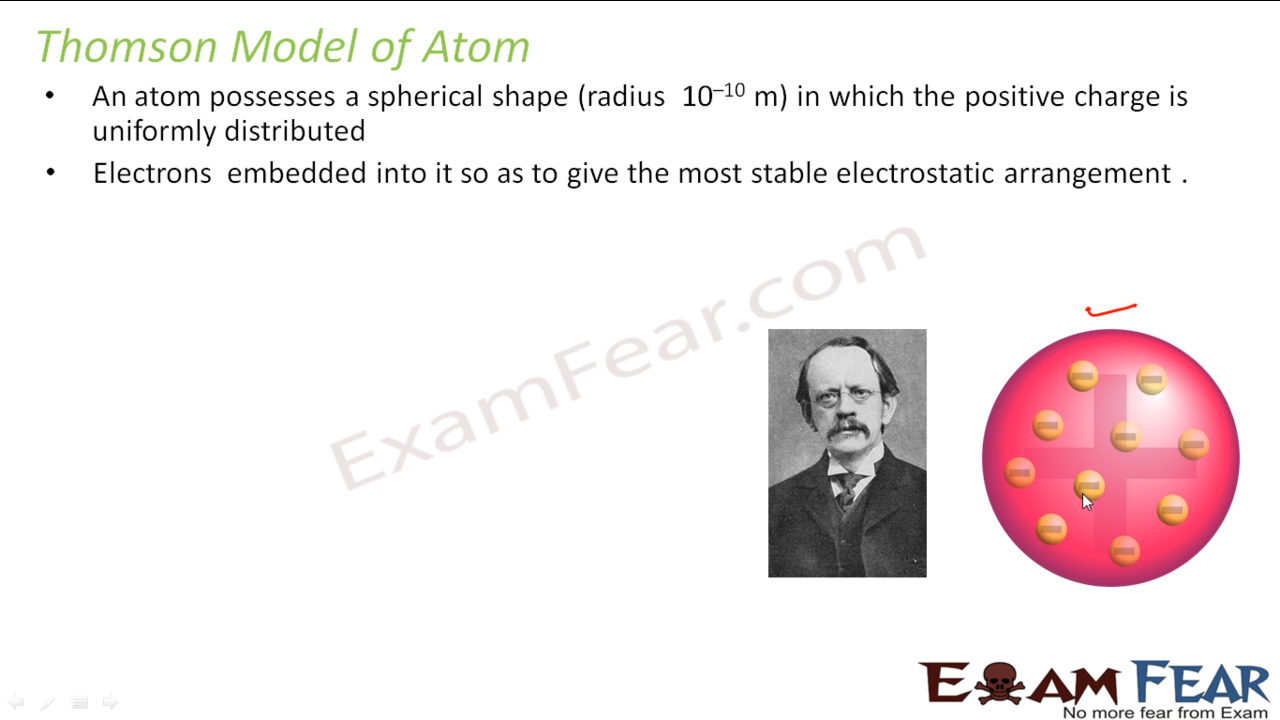 Thomson Model of Atom
• An atom possesses a spherical shape (radius 10⁻¹⁰ m) in which the positive charge is
uniformly distributed
• Electrons embedded into it so as to give the most stable electrostatic arrangement .
ExamFear.com
EXAM FEAR
No more fear from Exam